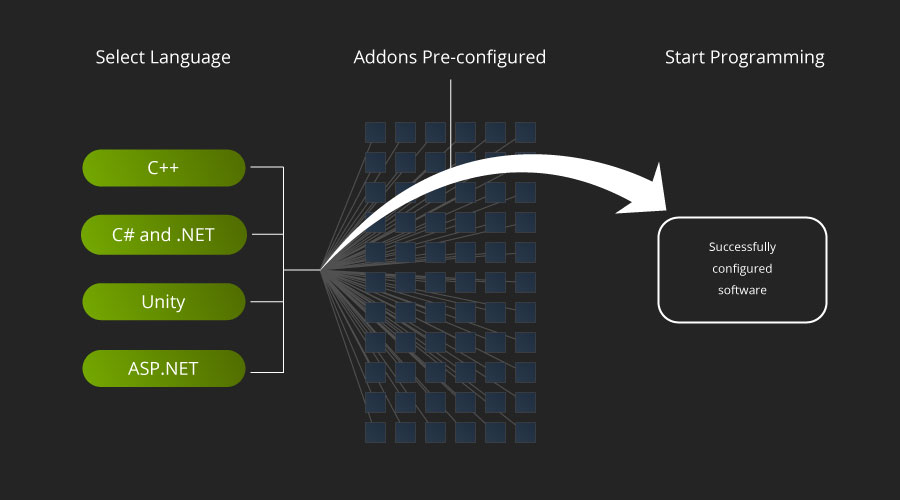 Select Language
Addons Pre-configured
Start Programming
C++
C# and .NET
Unity
ASP.NET
Successfully
configured
software